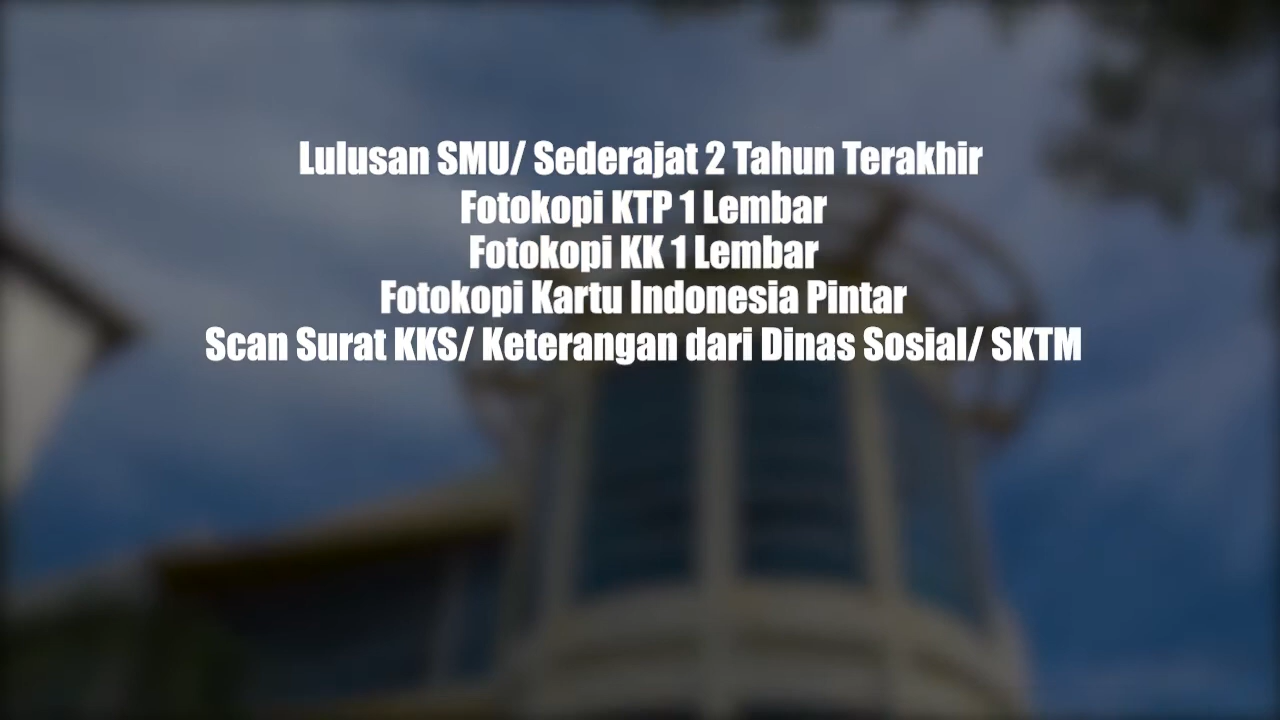 Lulusan SMU/ Sederajat 2 Tahun Terakhir
Fotokopi KTP 1 Lembar
Fotokopi KK 1 Lembar
Fotokopi Kartu Indonesia Pintar
Scan Surat KKS/ Keterangan dari Dinas Sosial/ SKTM